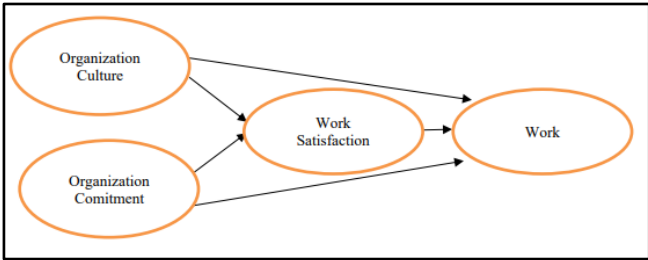 Organization
Culture
Work
Satisfaction
Work
Organization
Comitment